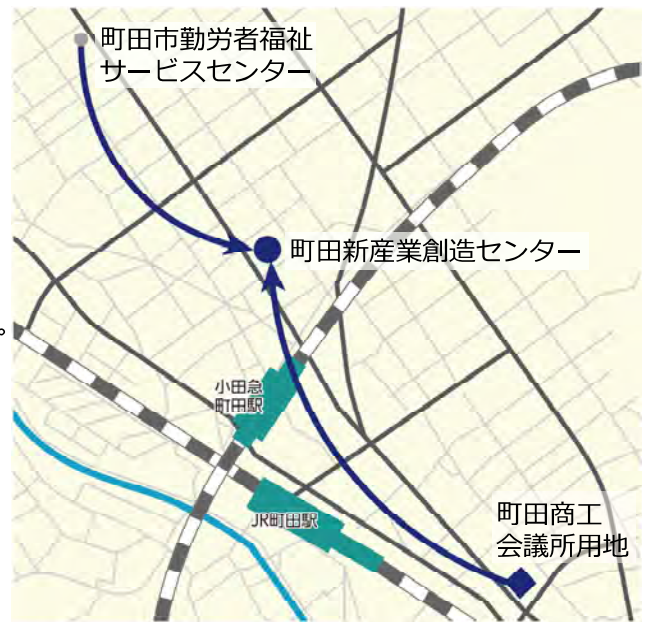 町田市勤労者福祉
サービスセンター
町田新産業創造センター
。
小田急
町田駅
JR町田駅
町田商工
会議所用地